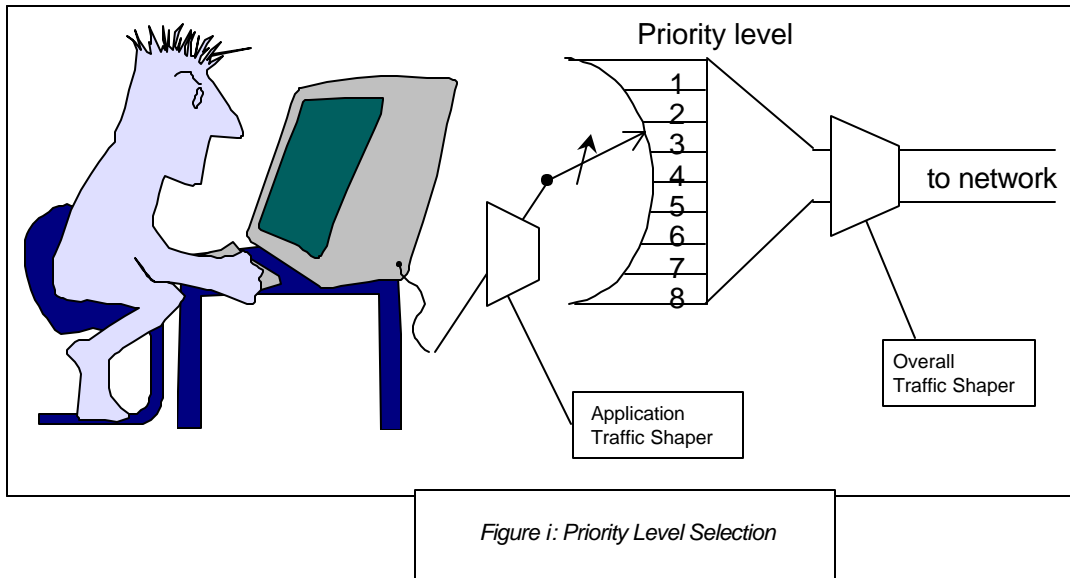 Priority level
1
2
3
4
5
6
7
8
to network
Overall
Traffic Shaper
Application
Traffic Shaper
Figure i: Priority Level Selection